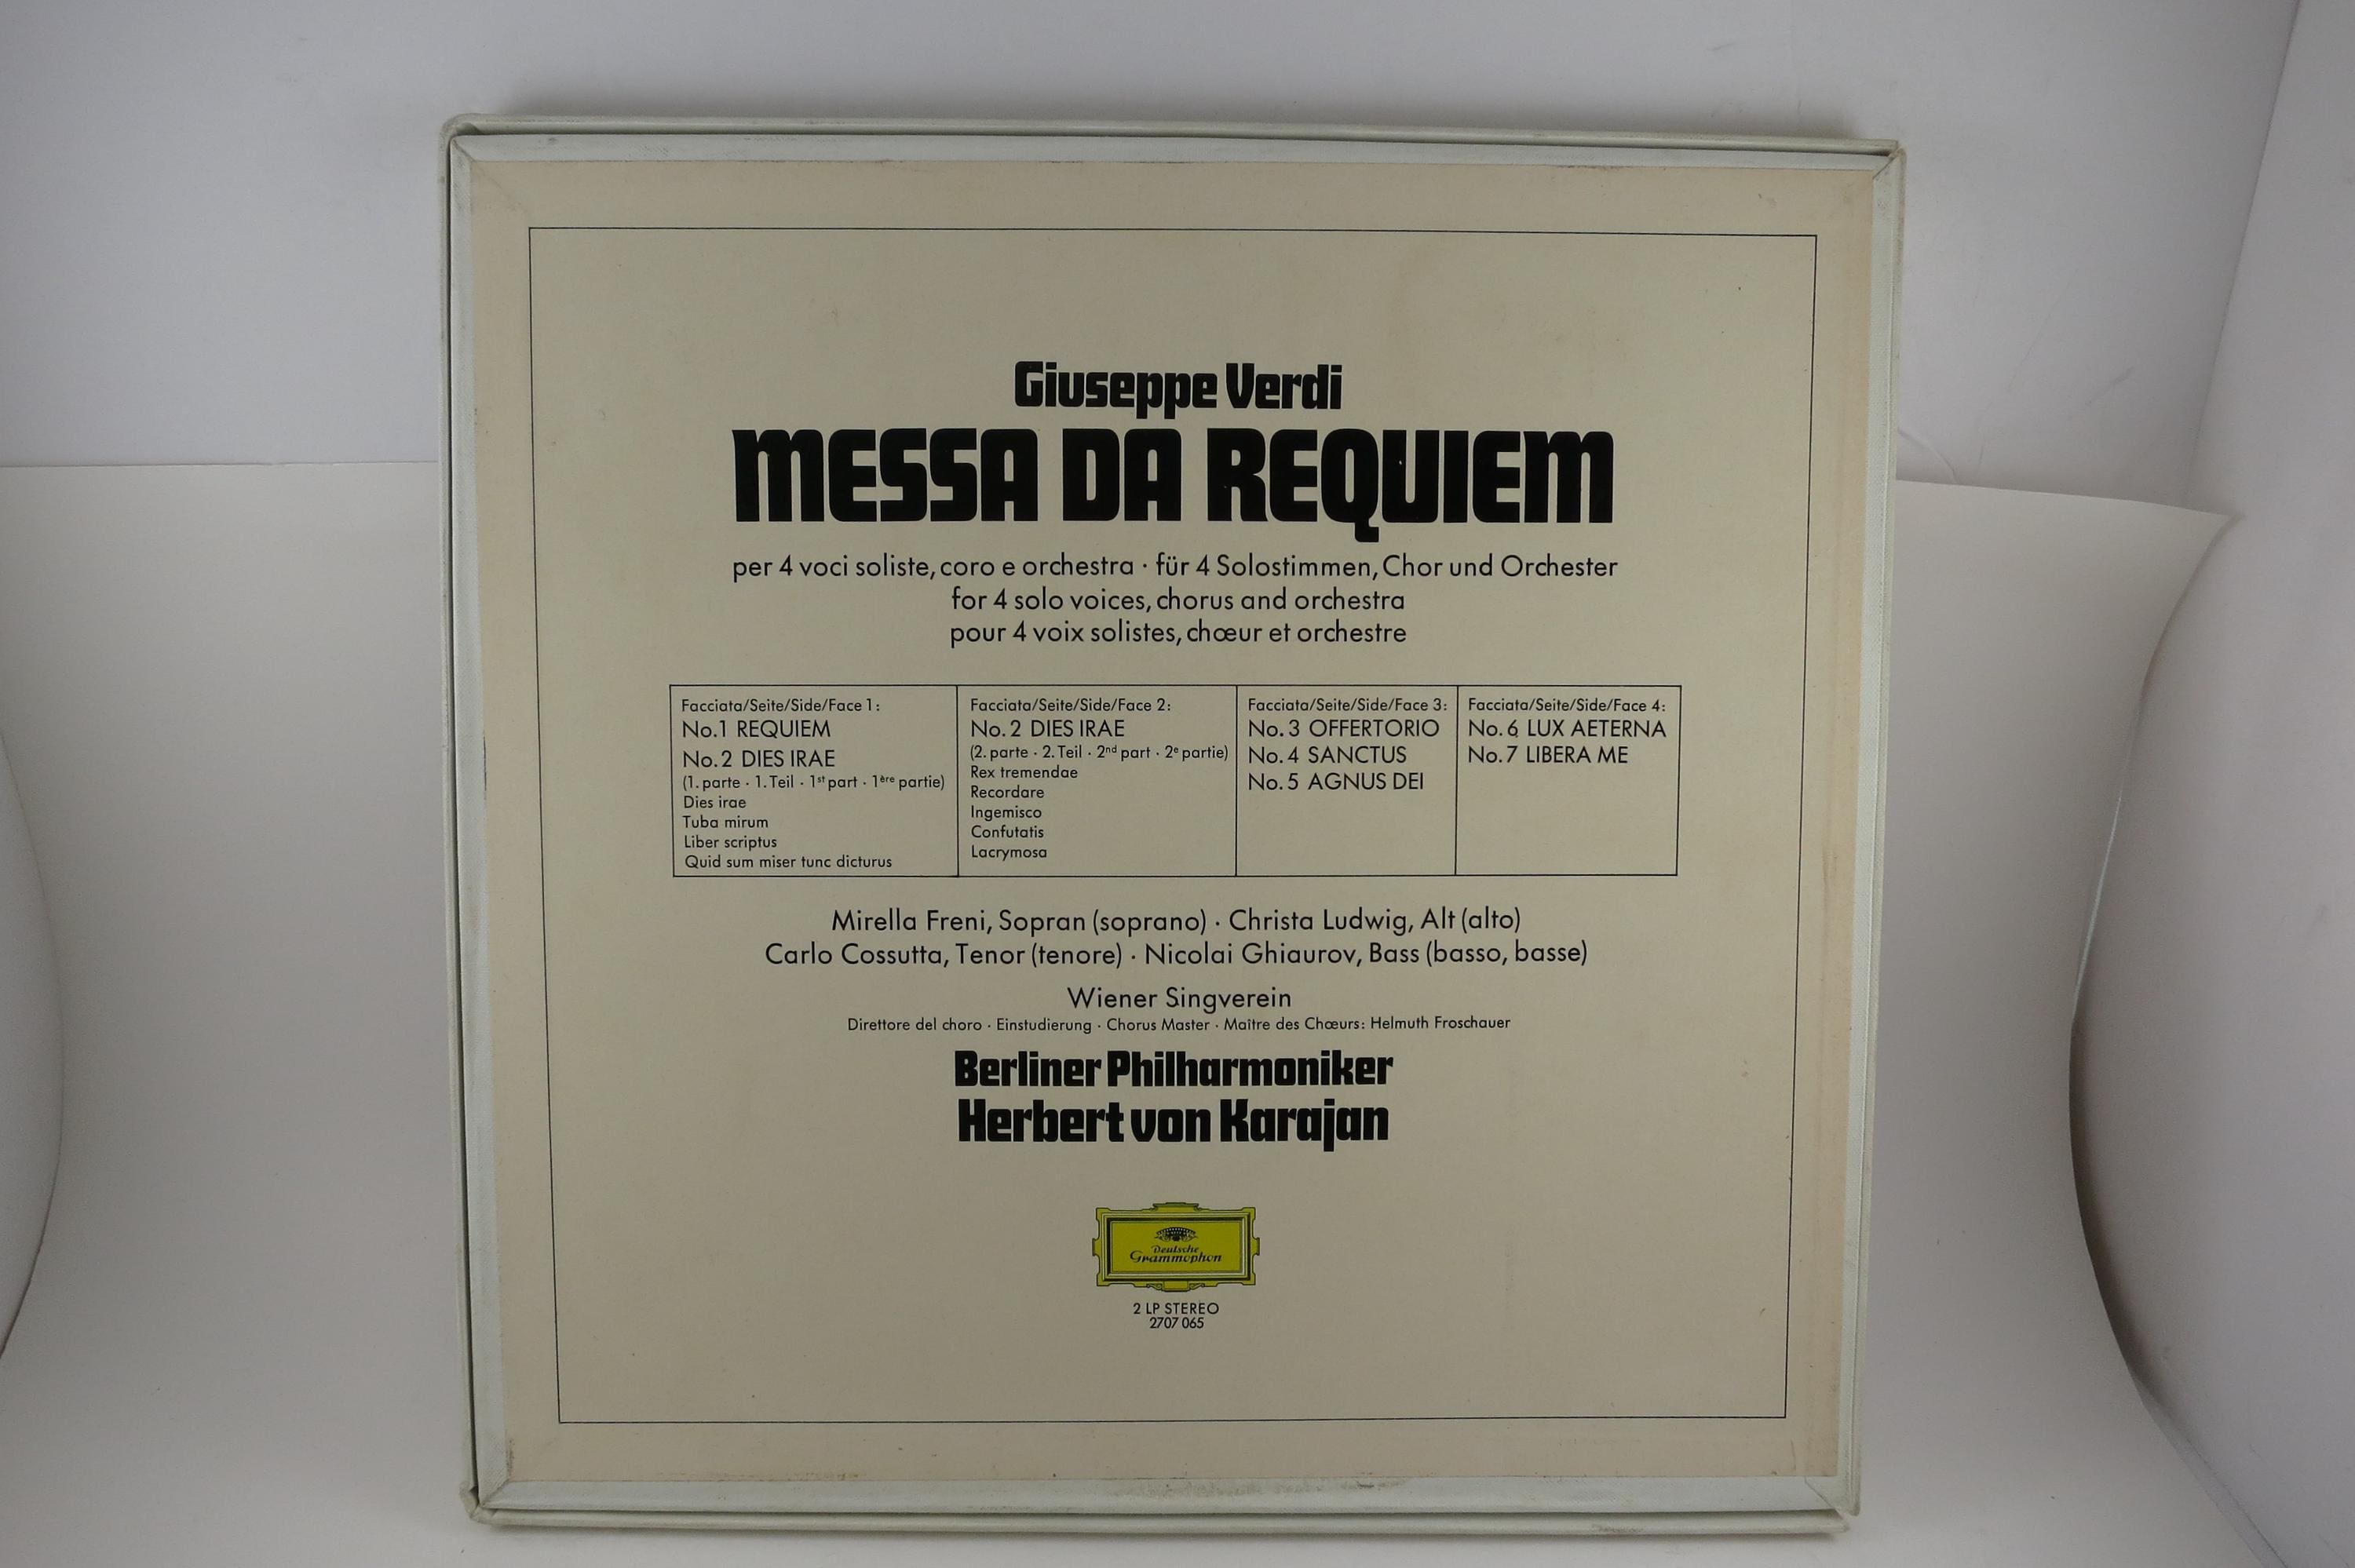 Giuseppe Verdi
MESSA DA REQUIEM
per 4 voci soliste, coro e orchestra · für 4 Solostimmen, Chor und Orchester
for 4 solo voices, chorus and orchestra
pour 4 voix solistes, chœur et orchestre
Facciata/Seite/Side/Face 1:
No. 1 REQUIEM
No. 2 DIES IRAE
(1. parte · 1. Teil · 1st part · 1ère partie)
Dies irae
Tuba mirum
Liber scriptus
Quid sum miser tunc dicturus
Facciata/Seite/Side/Face 2:
No. 2 DIES IRAE
(2. parte · 2. Teil · 2nd part · 2e partie)
Rex tremendae
Recordare
Ingemisco
Confutatis
Lacrymosa
Facciata/Seite/Side/Face 3:
No. 3 OFFERTORIO
No. 4 SANCTUS
No. 5 AGNUS DEI
Facciata/Seite/Side/Face 4:
No. 6 LUX AETERNA
No. 7 LIBERA ME
Mirella Freni, Sopran (soprano) · Christa Ludwig, Alt (alto)
Carlo Cossutta, Tenor (tenore) · Nicolai Ghiaurov, Bass (basso, basse)
Wiener Singverein
Direttore del choro · Einstudierung · Chorus Master · Maître des Chœurs: Helmuth Froschauer
Berliner Philharmoniker
Herbert von Karajan
Deutsche
Grammophon
2 LP STEREO
2707 065